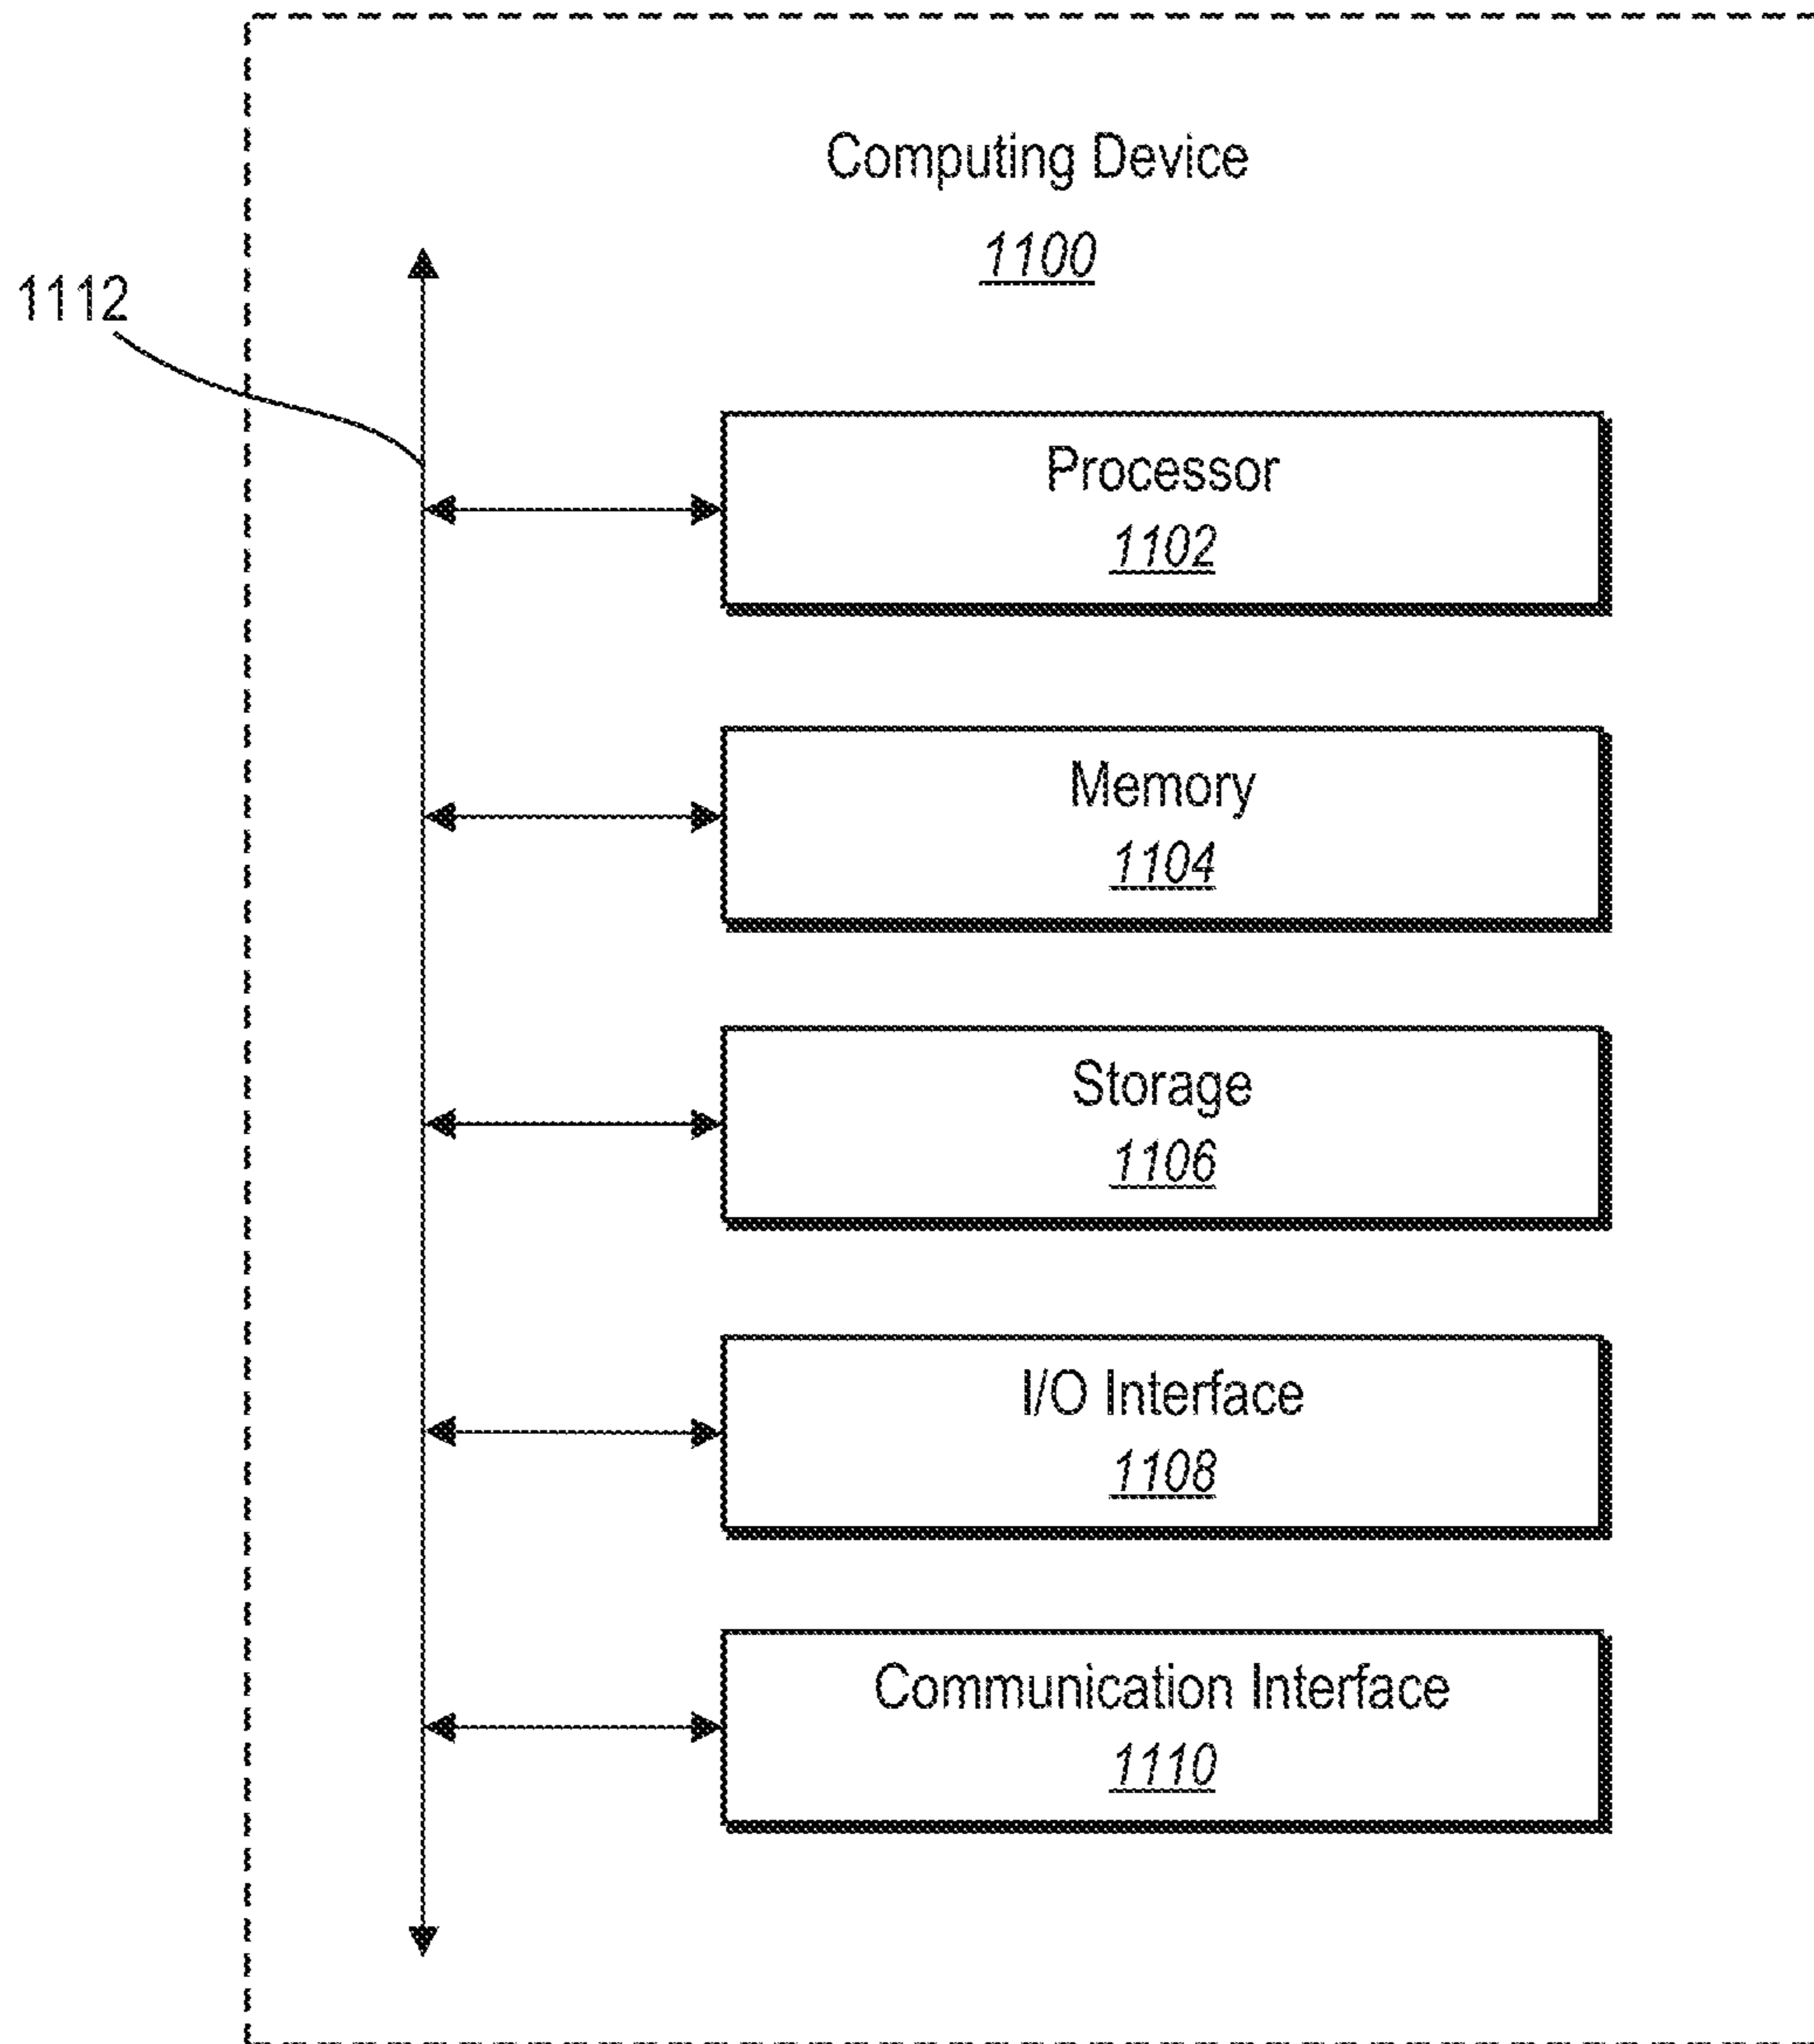 Computing Device
1100
1112
Processor
1102
Memory
1104
Storage
1106
I/O Interface
1108
Communication Interface
1110